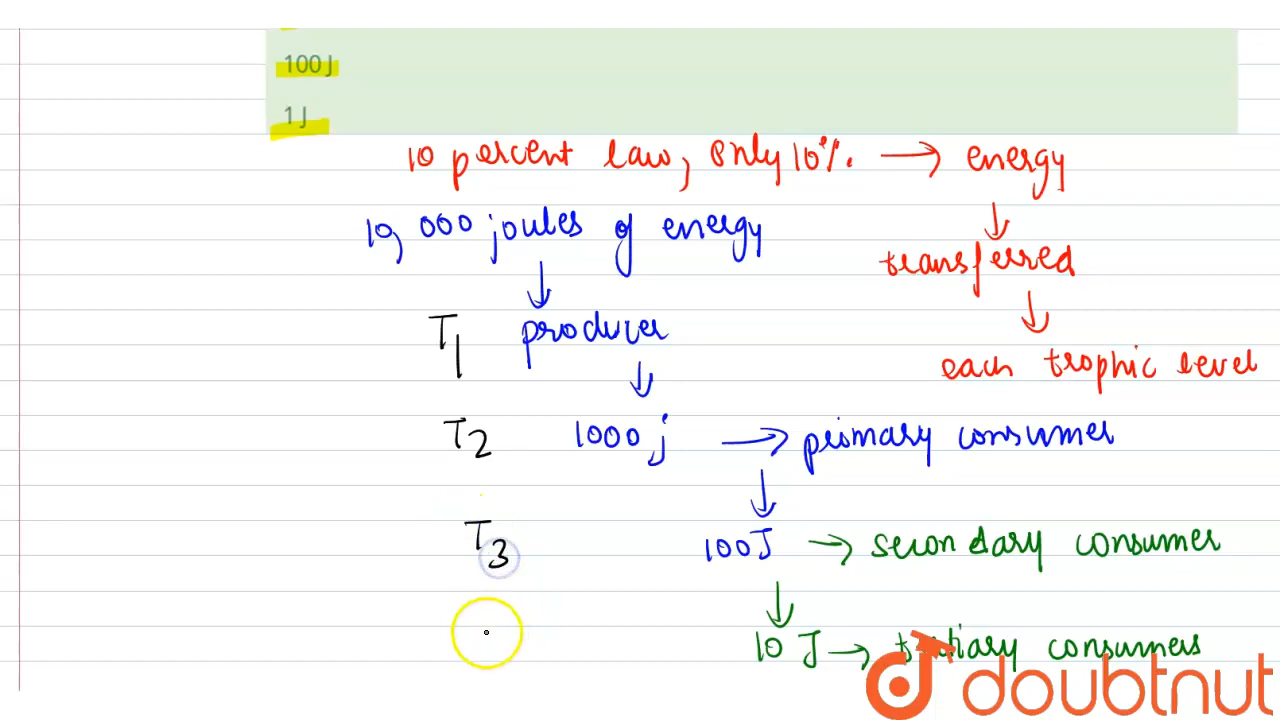 100 J
1 J
10 percent law, only 10% → energy
10,000 joules of energy
transferred
T1 producer
each trophic level
T2 1000 j → primary consumer
T3 100J → secondary consumer
10 J → tertiary consumers
doubtnut